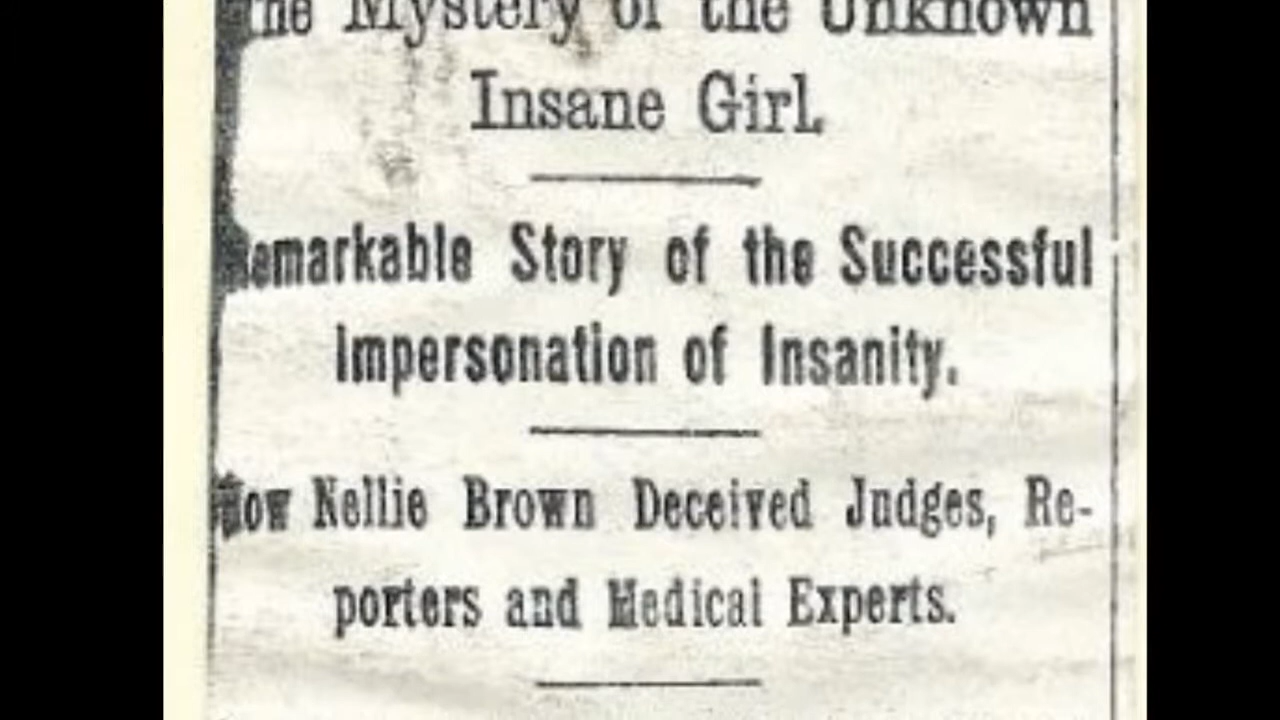 The Mystery of the Unknown
Insane Girl.
Remarkable Story of the Successful
Impersonation of Insanity.
How Nellie Brown Deceived Judges, Re-
porters and Medical Experts.